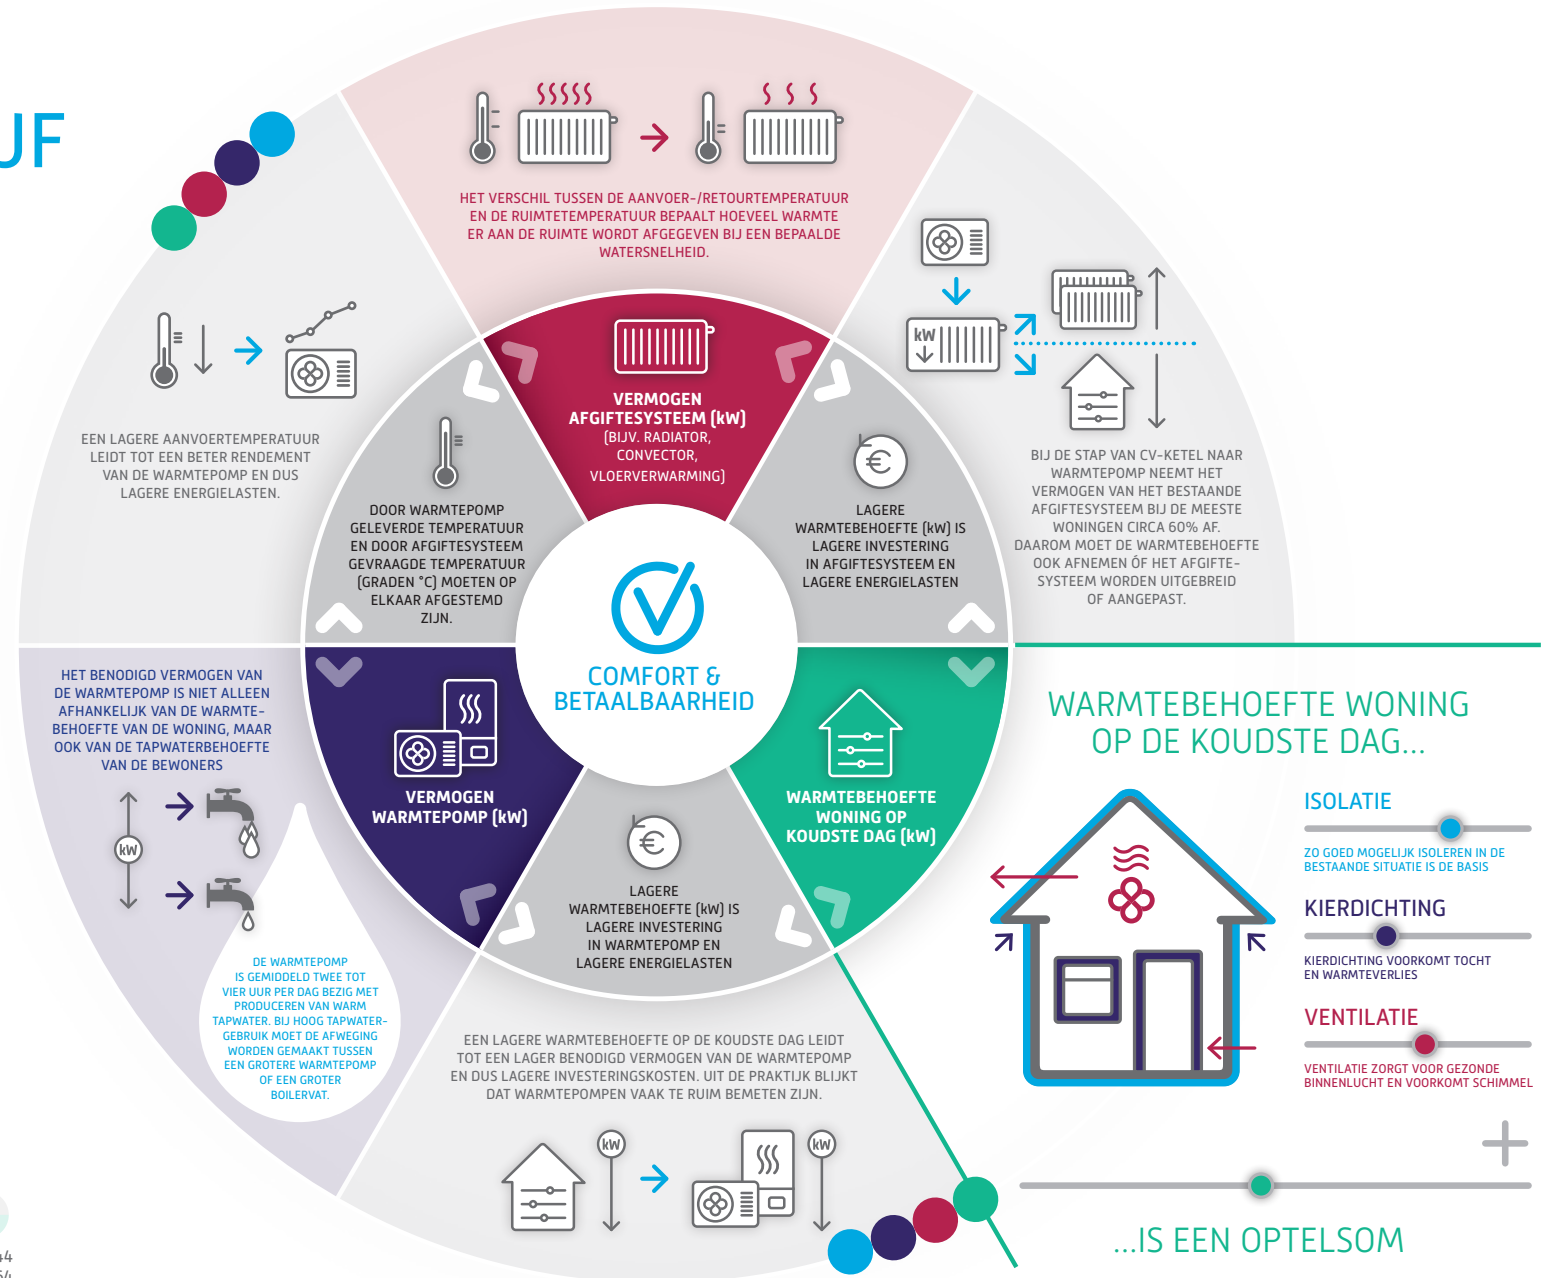 UF
HET VERSCHIL TUSSEN DE AANVOER-/RETOURTEMPERATUUR
EN DE RUIMTETEMPERATUUR BEPAALT HOEVEEL WARMTE
ER AAN DE RUIMTE WORDT AFGEGEVEN BIJ EEN BEPAALDE
WATERSNELHEID.
kW
BIJ DE STAP VAN CV-KETEL NAAR
WARMTEPOMP NEEMT HET
VERMOGEN VAN HET BESTAANDE
AFGIFTESYSTEEM BIJ DE MEESTE
WONINGEN CIRCA 60% AF.
DAAROM MOET DE WARMTEBEHOEFTE
OOK AFNEMEN ÓF HET AFGIFTE-
SYSTEEM WORDEN UITGEBREID
OF AANGEPAST.
EEN LAGERE AANVOERTEMPERATUUR
LEIDT TOT EEN BETER RENDEMENT
VAN DE WARMTEPOMP EN DUS
LAGERE ENERGIELASTEN.
VERMOGEN
AFGIFTESYSTEEM (kW)
(BIJV. RADIATOR,
CONVECTOR,
VLOERVERWARMING)
DOOR WARMTEPOMP
GELEVERDE TEMPERATUUR
EN DOOR AFGIFTESYSTEEM
GEVRAAGDE TEMPERATUUR
(GRADEN °C) MOETEN OP
ELKAAR AFGESTEMD
ZIJN.
€
LAGERE
WARMTEBEHOEFTE (kW) IS
LAGERE INVESTERING
IN AFGIFTESYSTEEM EN
LAGERE ENERGIELASTEN
COMFORT &
BETAALBAARHEID
HET BENODIGD VERMOGEN VAN
DE WARMTEPOMP IS NIET ALLEEN
AFHANKELIJK VAN DE WARMTE-
BEHOEFTE VAN DE WONING, MAAR
OOK VAN DE TAPWATERBEHOEFTE
VAN DE BEWONERS
kW
DE WARMTEPOMP
IS GEMIDDELD TWEE TOT
VIER UUR PER DAG BEZIG MET
PRODUCEREN VAN WARM
TAPWATER. BIJ HOOG TAPWATER-
GEBRUIK MOET DE AFWEGING
WORDEN GEMAAKT TUSSEN
EEN GROTERE WARMTEPOMP
OF EEN GROTER
BOILERVAT.
VERMOGEN
WARMTEPOMP (kW)
€
LAGERE
WARMTEBEHOEFTE (kW) IS
LAGERE INVESTERING
IN WARMTEPOMP EN
LAGERE ENERGIELASTEN
WARMTEBEHOEFTE
WONING OP
KOUDSTE DAG (kW)
EEN LAGERE WARMTEBEHOEFTE OP DE KOUDSTE DAG LEIDT
TOT EEN LAGER BENODIGD VERMOGEN VAN DE WARMTEPOMP
EN DUS LAGERE INVESTERINGSKOSTEN. UIT DE PRAKTIJK BLIJKT
DAT WARMTEPOMPEN VAAK TE RUIM BEMETEN ZIJN.
kW
kW
WARMTEBEHOEFTE WONING
OP DE KOUDSTE DAG...
ISOLATIE
ZO GOED MOGELIJK ISOLEREN IN DE
BESTAANDE SITUATIE IS DE BASIS
KIERDICHTING
KIERDICHTING VOORKOMT TOCHT
EN WARMTEVERLIES
VENTILATIE
VENTILATIE ZORGT VOOR GEZONDE
BINNENLUCHT EN VOORKOMT SCHIMMEL
+
...IS EEN OPTELSOM